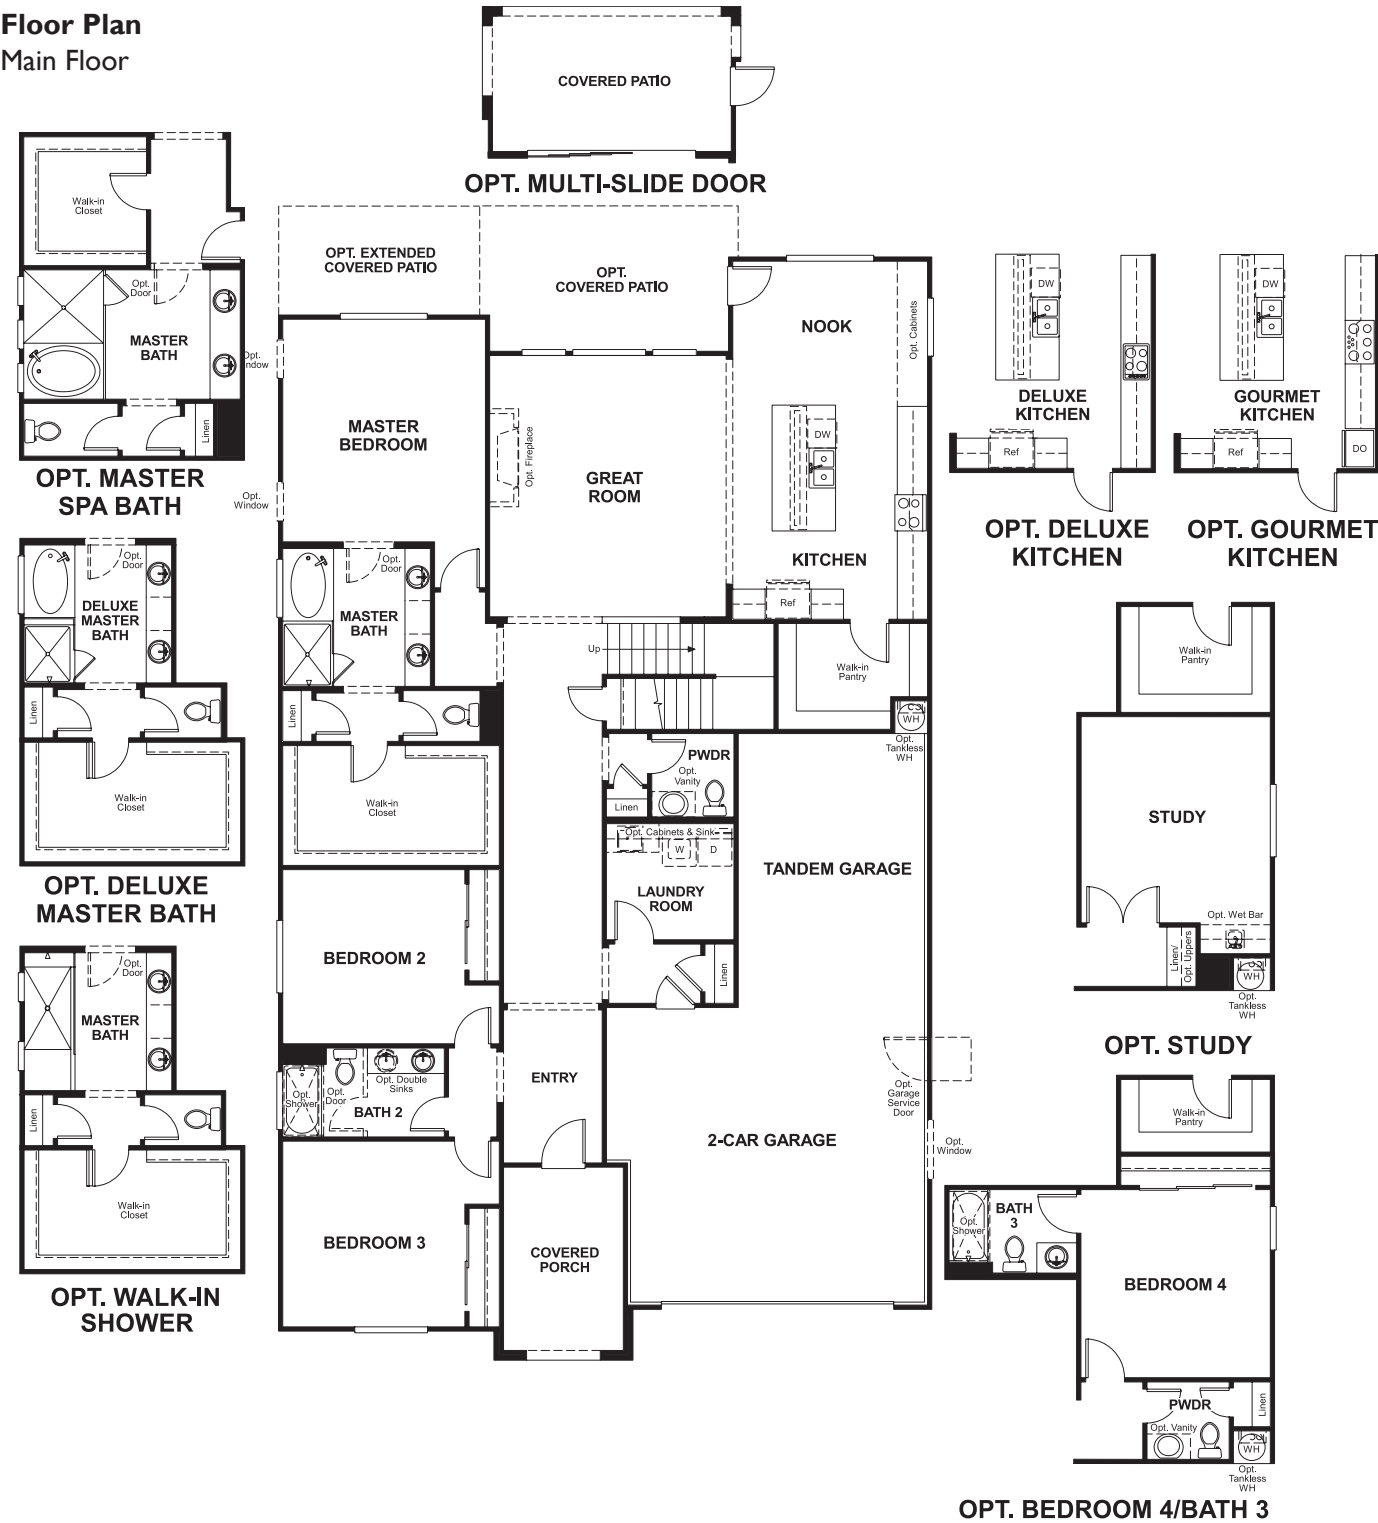 Floor Plan
Main Floor
COVERED PATIO
OPT. MULTI-SLIDE DOOR
Walk-in
Closet
Opt.
Door
MASTER
BATH
Linen
OPT. MASTER
SPA BATH
Opt.
Door
DELUXE
MASTER
BATH
Linen
Walk-in
Closet
OPT. DELUXE
MASTER BATH
Opt.
Door
MASTER
BATH
Linen
Walk-in
Closet
OPT. WALK-IN
SHOWER
OPT. EXTENDED
COVERED PATIO
OPT.
COVERED PATIO
NOOK
Opt. Cabinets
Opt.
ndow
MASTER
BEDROOM
Opt.
Window
Opt. Fireplace
GREAT
ROOM
DW
KITCHEN
Ref
Opt.
Door
MASTER
BATH
Linen
Up
Walk-in
Pantry
WH
Opt.
Tankless
WH
Walk-in
Closet
PWDR
Opt.
Vanity
Linen
Opt. Cabinets & Sink
W
D
LAUNDRY
ROOM
Linen
TANDEM GARAGE
BEDROOM 2
Opt.
Shower
Opt.
Door
Opt. Double
Sinks
BATH 2
ENTRY
Opt.
Garage
Service
Door
2-CAR GARAGE
Opt.
Window
BEDROOM 3
COVERED
PORCH
DW
DELUXE
KITCHEN
Ref
OPT. DELUXE
KITCHEN
DW
GOURMET
KITCHEN
Ref
DO
OPT. GOURMET
KITCHEN
Walk-in
Pantry
STUDY
Opt. Wet Bar
Linen/
Opt. Uppers
WH
Opt.
Tankless
WH
OPT. STUDY
Walk-in
Pantry
Opt.
Shower
BATH
3
BEDROOM 4
PWDR
Opt. Vanity
Linen
WH
Opt.
Tankless
WH
OPT. BEDROOM 4/BATH 3